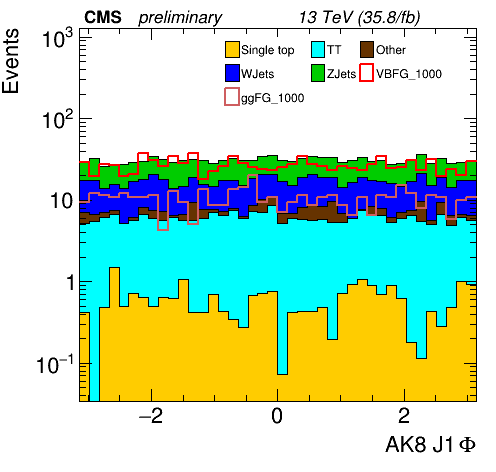 CMS preliminary 13 TeV (35.8/fb)
Events
10³
10²
10
1
10⁻¹
Single top TT Other
WJets ZJets VBFG_1000
ggFG_1000
−2 0 2
AK8 J1 Φ